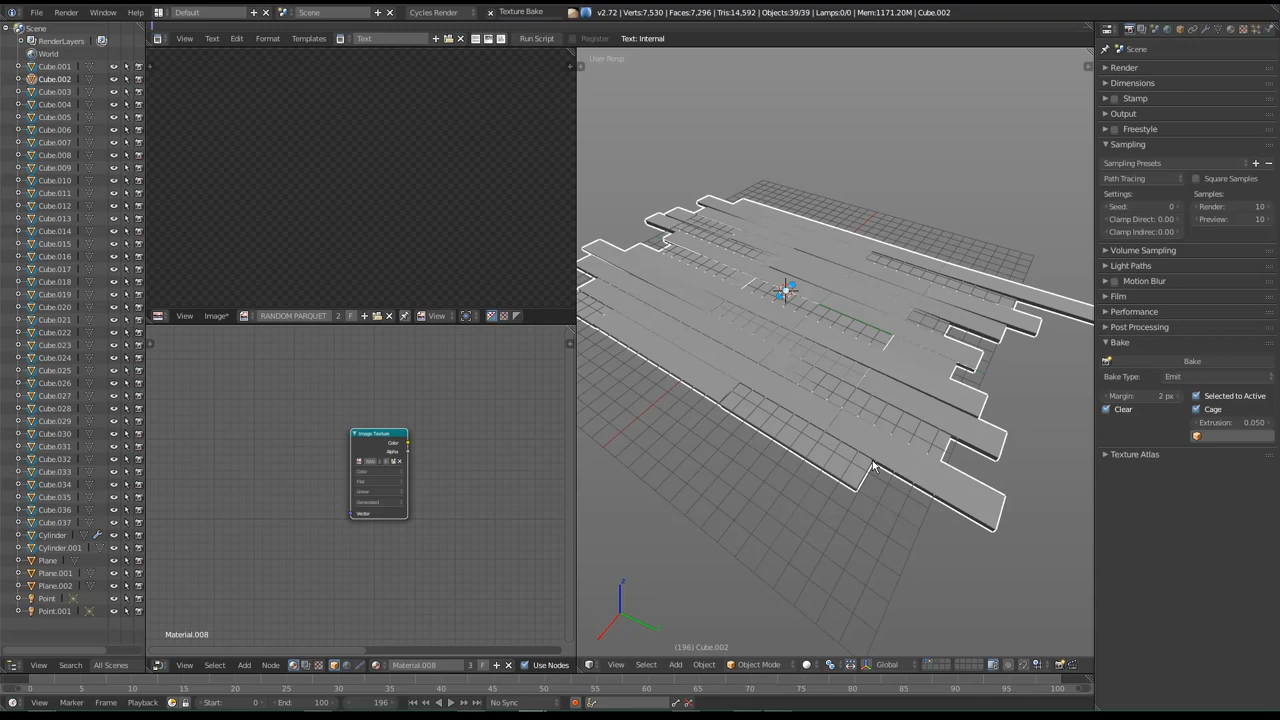 File Render Window Help Default Scene Cycles Render Texture Bake v2.72 | Verts:7,530 | Faces:7,296 | Tris:14,592 | Objects:39/39 | Lamps:0/0 | Mem:1171.20M | Cube.002
View Text Edit Format Templates Text Run Script Register Text: Internal
Scene
RenderLayers
World
Cube.001
Cube.002
Cube.003
Cube.004
Cube.005
Cube.006
Cube.007
Cube.008
Cube.009
Cube.010
Cube.011
Cube.012
Cube.013
Cube.014
Cube.015
Cube.016
Cube.017
Cube.018
Cube.019
Cube.020
Cube.021
Cube.022
Cube.023
Cube.024
Cube.025
Cube.026
Cube.027
Cube.028
Cube.029
Cube.030
Cube.031
Cube.032
Cube.033
Cube.034
Cube.035
Cube.036
Cube.037
Cylinder
Cylinder.001
Plane
Plane.001
Plane.002
Point
Point.001
View Search All Scenes
View Image* RANDOM PARQUET 2 F View
Image Texture
Color
Alpha
Color
Flat
Linear
Generated
Vector
Material.008
View Select Add Node Material.008 3 F Use Nodes
User Persp
z
(196) Cube.002
View Select Add Object Object Mode Global
Scene
Render
Dimensions
Stamp
Output
Freestyle
Sampling
Sampling Presets
Path Tracing Square Samples
Settings: Samples:
Seed: 0 Render: 10
Clamp Direct: 0.00 Preview: 10
Clamp Indirec: 0.00
Volume Sampling
Light Paths
Motion Blur
Film
Performance
Post Processing
Bake
Bake
Bake Type: Emit
Margin: 2 px Selected to Active
Clear Cage
Extrusion: 0.050
Texture Atlas
0 5 10 15 20 25 30 35 40 45 50 55 60 65 70 75 80 85 90 95 100
View Marker Frame Playback Start: 0 End: 100 196 No Sync